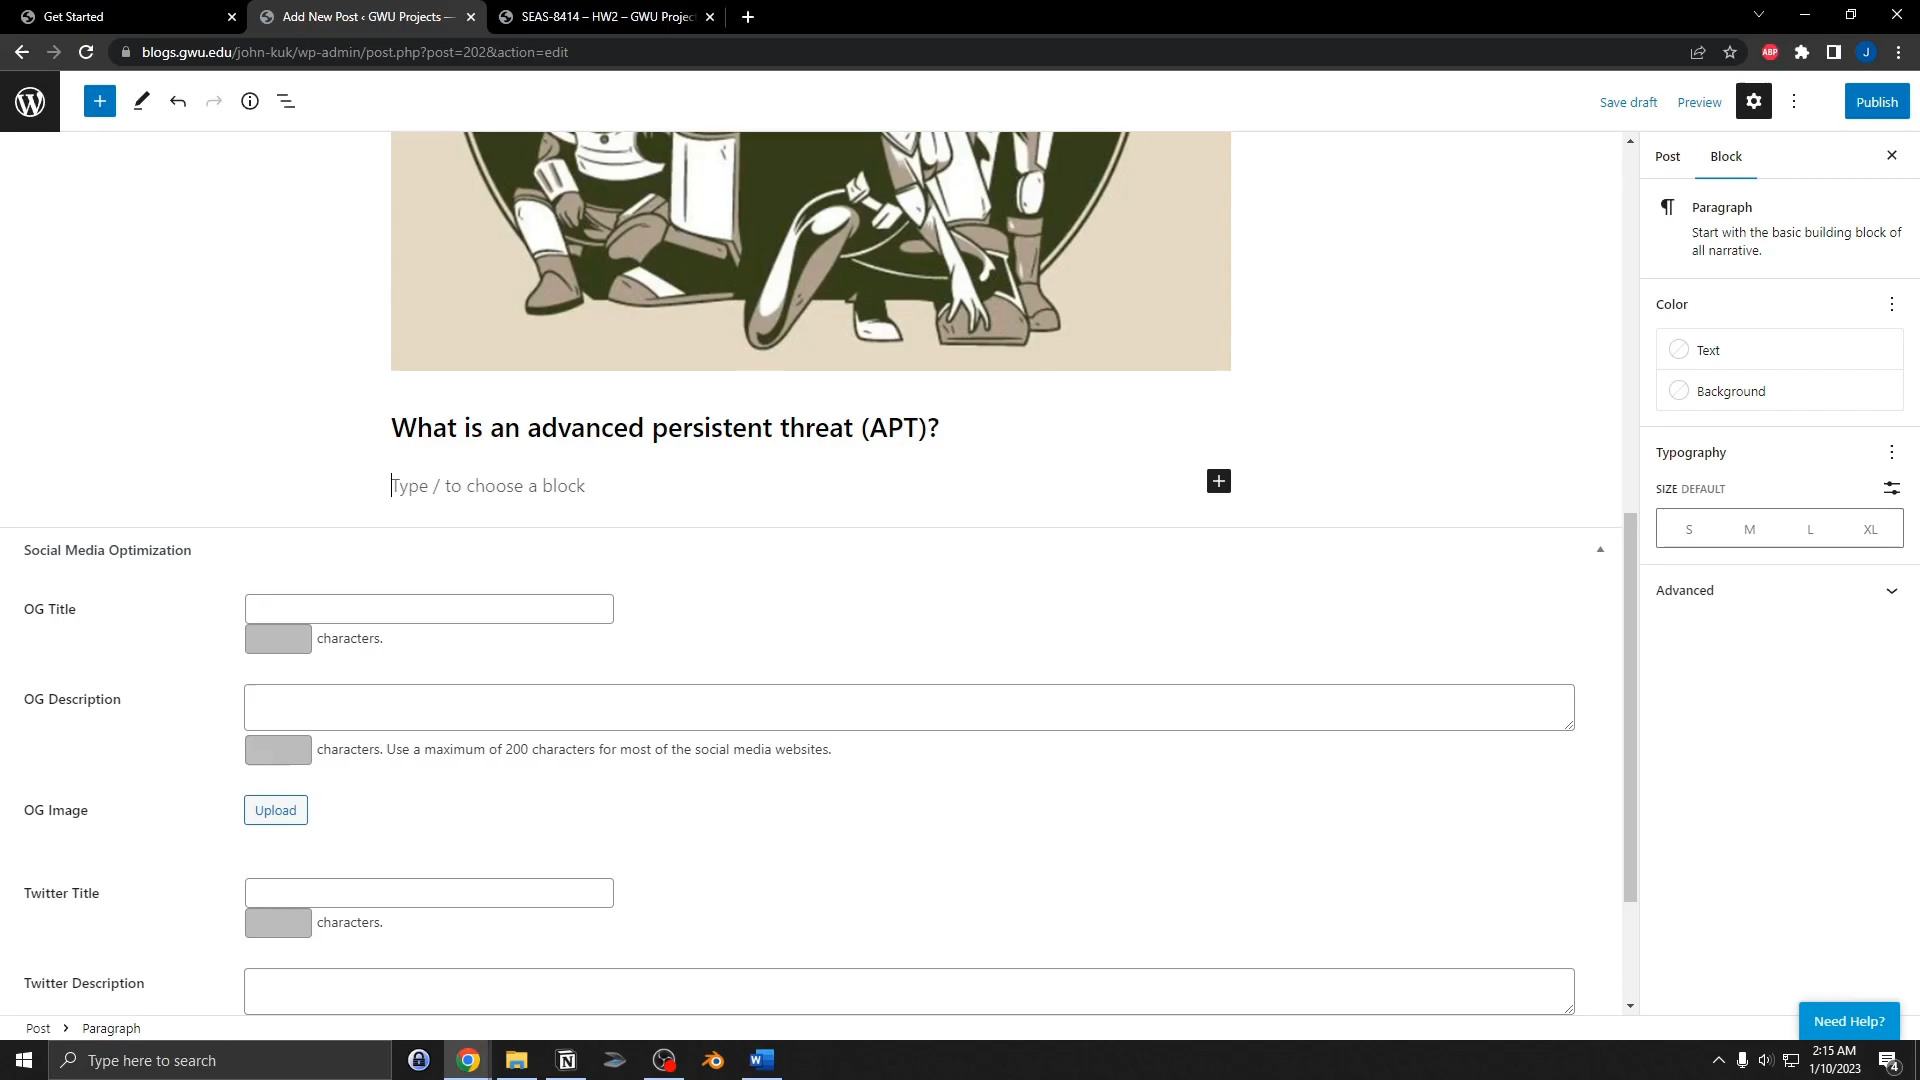 Get Started
Add New Post ‹ GWU Projects —
SEAS-8414 – HW2 – GWU Projec
blogs.gwu.edu/john-kuk/wp-admin/post.php?post=202&action=edit
ABP
J
Save draft
Preview
Publish
Post
Block
Paragraph
Start with the basic building block of
all narrative.
Color
Text
Background
Typography
SIZE DEFAULT
S
M
L
XL
Advanced
What is an advanced persistent threat (APT)?
Type / to choose a block
Social Media Optimization
OG Title
characters.
OG Description
characters. Use a maximum of 200 characters for most of the social media websites.
OG Image
Upload
Twitter Title
characters.
Twitter Description
Post
Paragraph
Need Help?
Type here to search
2:15 AM
1/10/2023
4